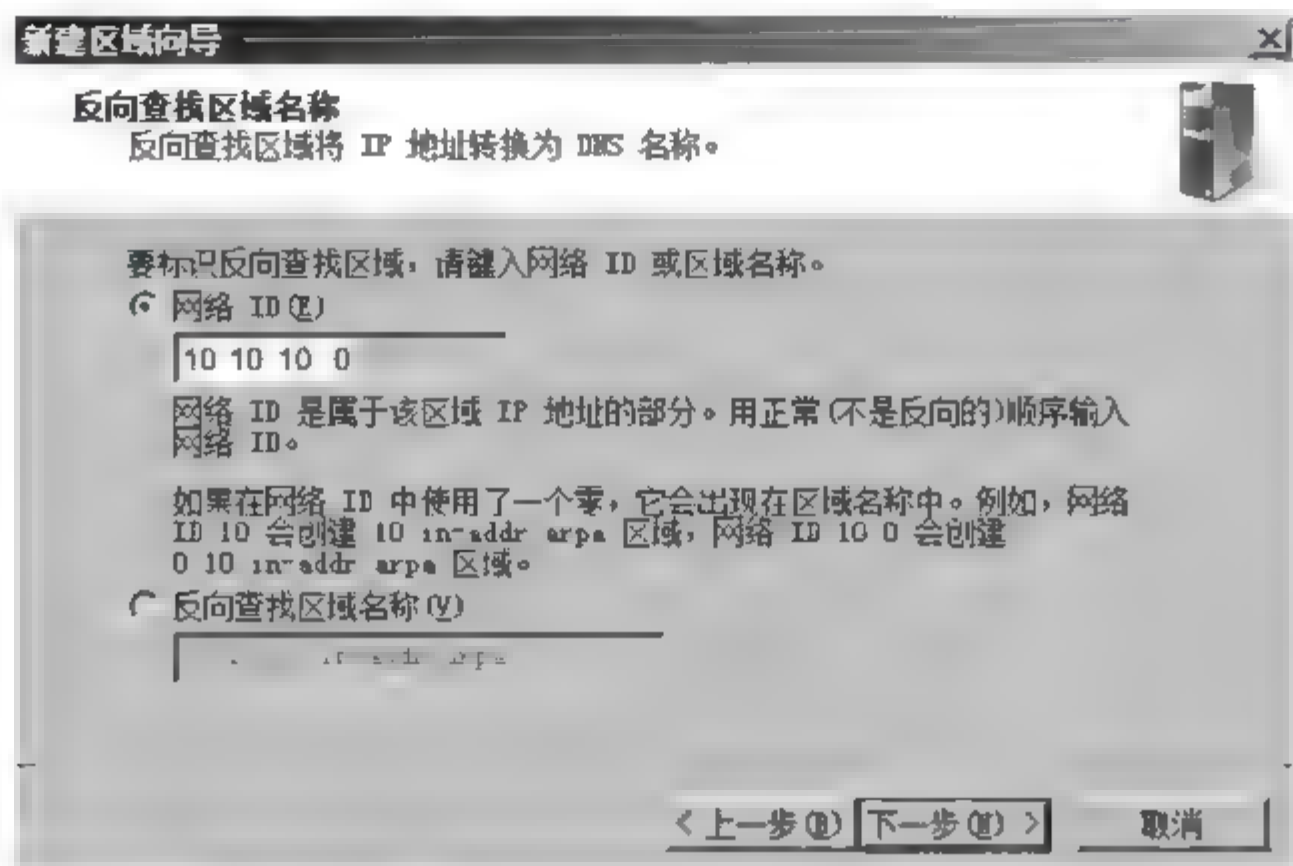 新建区域向导
反向查找区域名称
反向查找区域将 IP 地址转换为 DNS 名称。
要标识反向查找区域，请键入网络 ID 或区域名称。
网络 ID(E)
10 10 10 0
网络 ID 是属于该区域 IP 地址的部分。用正常(不是反向的)顺序输入
网络 ID。
如果在网络 ID 中使用了一个零，它会出现在区域名称中。例如，网络
ID 10 会创建 10 in-addr arpa 区域，网络 ID 10 0 会创建
0 10 in-addr arpa 区域。
反向查找区域名称(V)
< 上一步(B) 下一步(N) > 取消